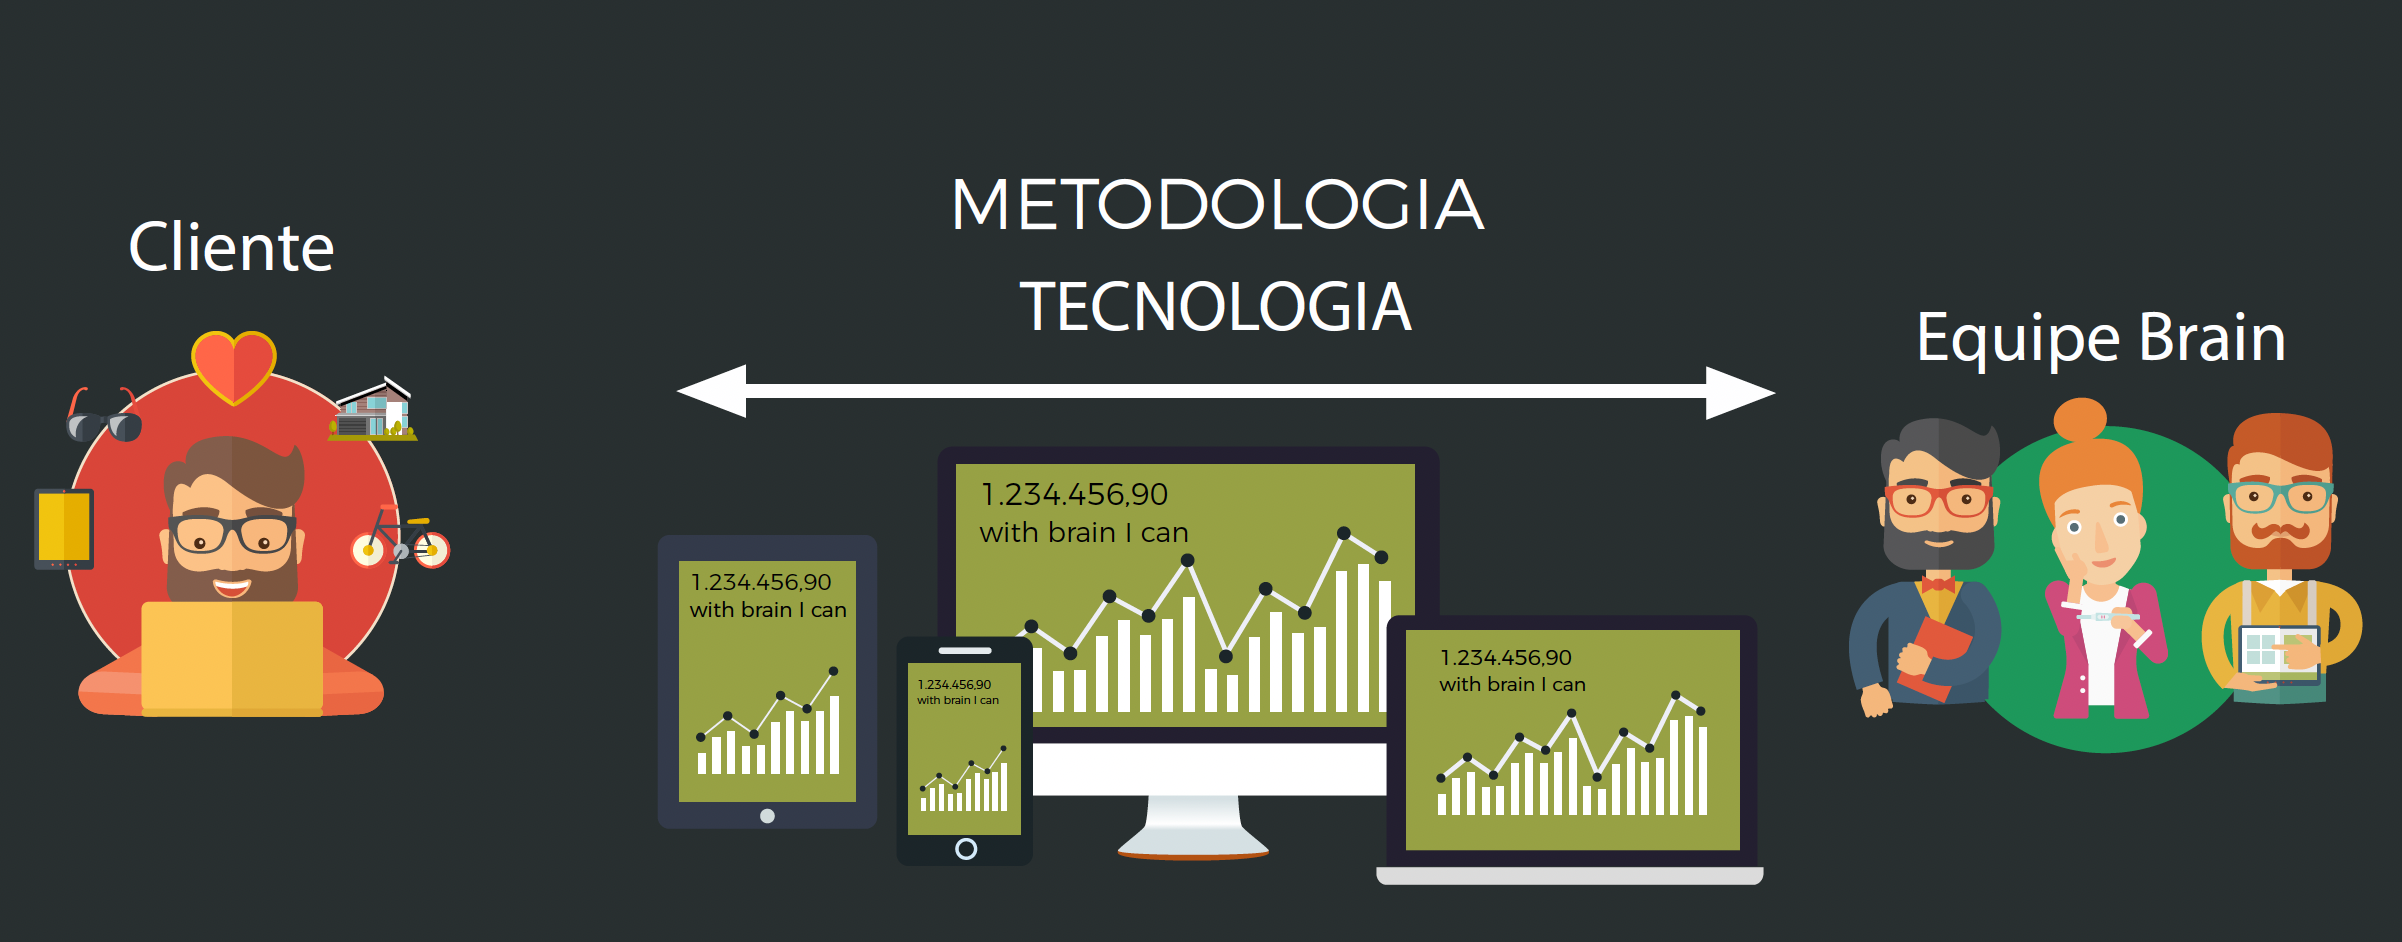 Cliente
METODOLOGIA
TECNOLOGIA
Equipe Brain
1.234.456,90
with brain I can
1.234.456,90
with brain I can
1.234.456,90
with brain I can
1.234.456,90
with brain I can